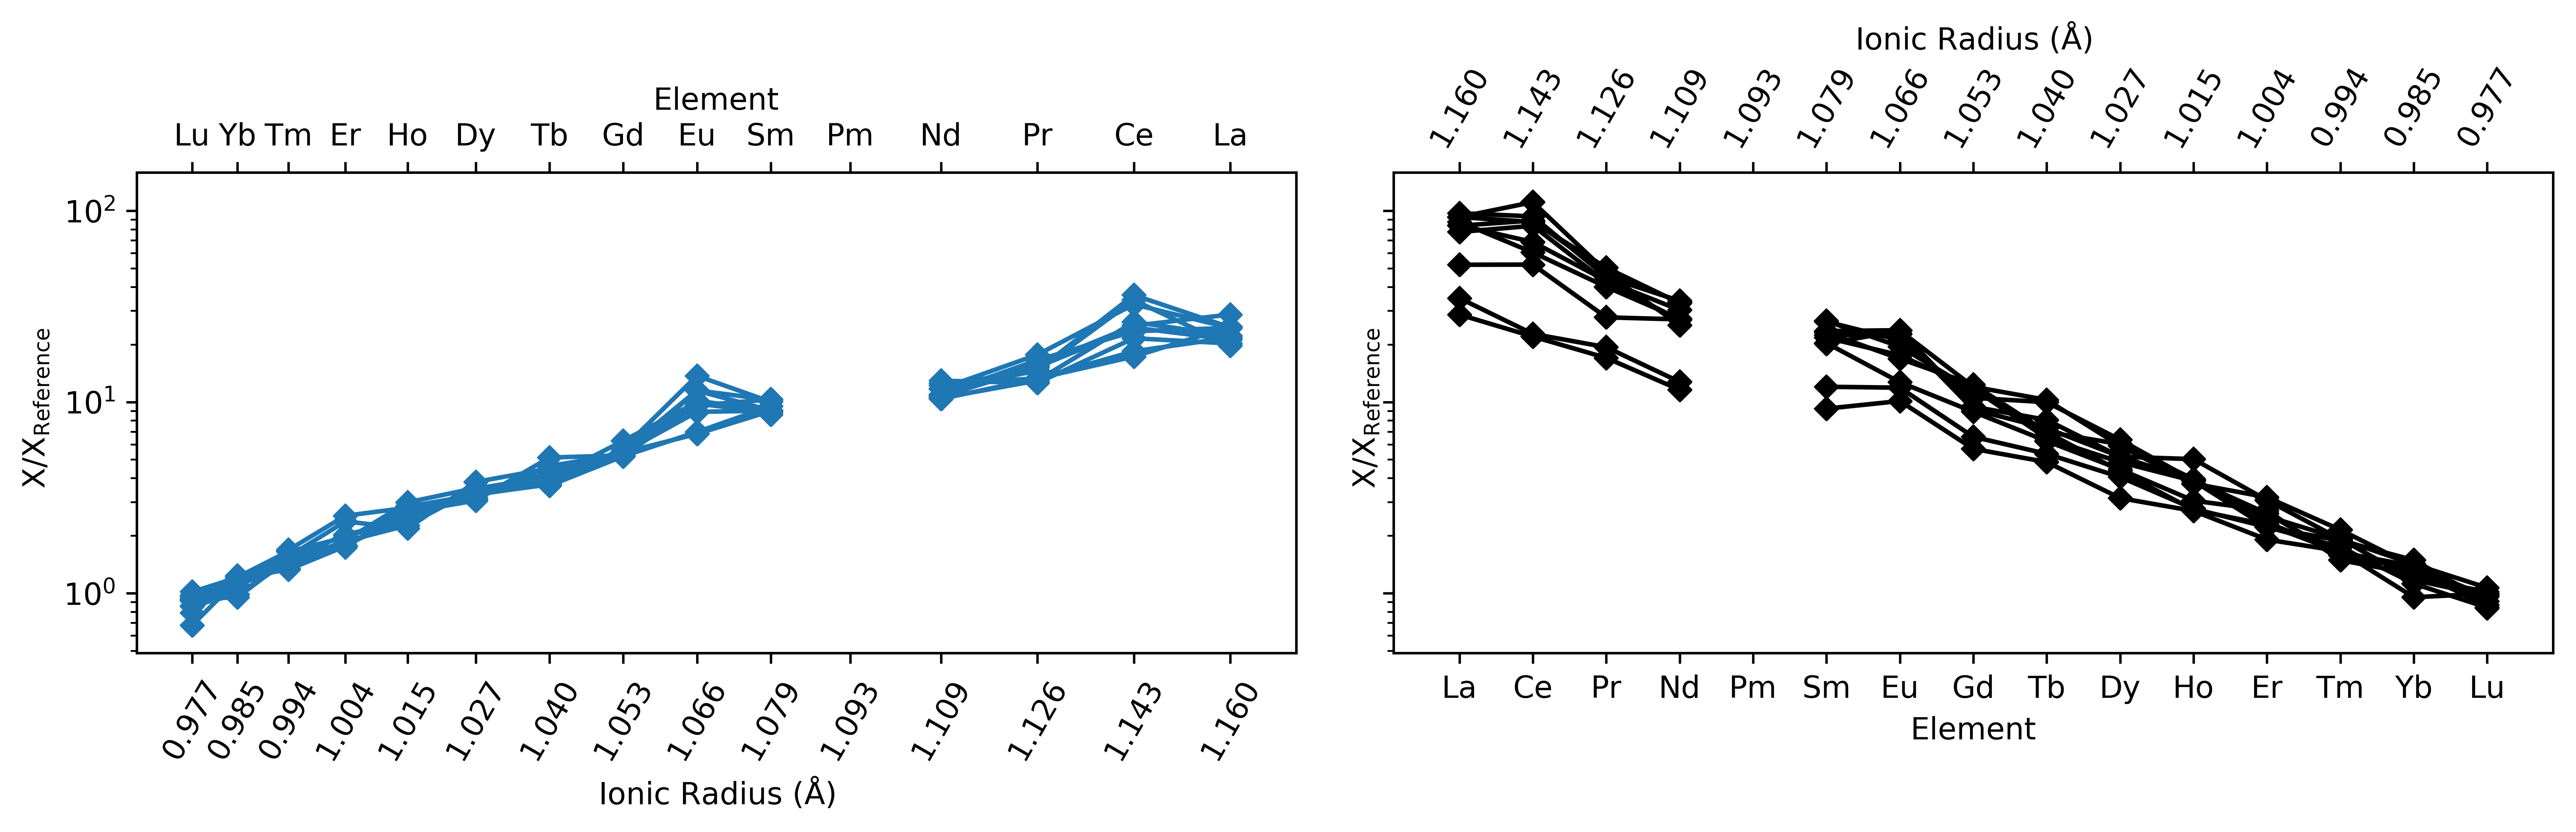 Element
Lu Yb Tm Er Ho Dy Tb Gd Eu Sm Pm Nd Pr Ce La
10²
10¹
10⁰
X/X_Reference
0.977 0.985 0.994 1.004 1.015 1.027 1.040 1.053 1.066 1.079 1.093 1.109 1.126 1.143 1.160
Ionic Radius (Å)
Ionic Radius (Å)
1.160 1.143 1.126 1.109 1.093 1.079 1.066 1.053 1.040 1.027 1.015 1.004 0.994 0.985 0.977
X/X_Reference
La Ce Pr Nd Pm Sm Eu Gd Tb Dy Ho Er Tm Yb Lu
Element